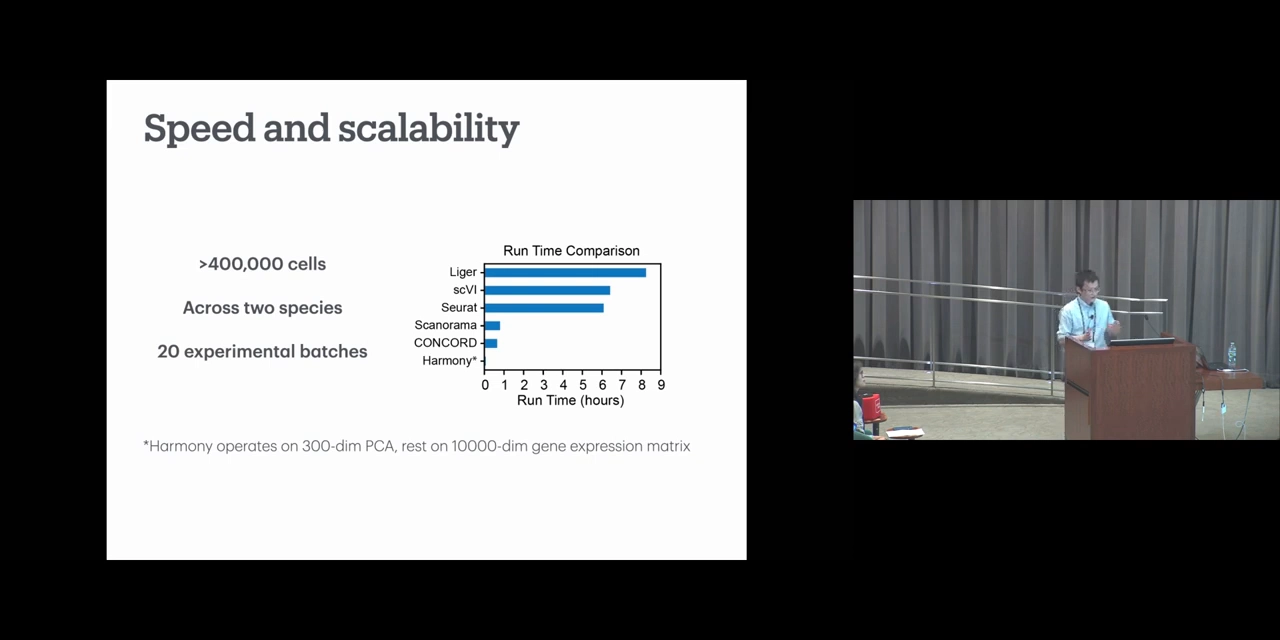 Speed and scalability
>400,000 cells
Across two species
20 experimental batches
Run Time Comparison
Liger
scVI
Seurat
Scanorama
CONCORD
Harmony*
0 1 2 3 4 5 6 7 8 9
Run Time (hours)
*Harmony operates on 300-dim PCA, rest on 10000-dim gene expression matrix